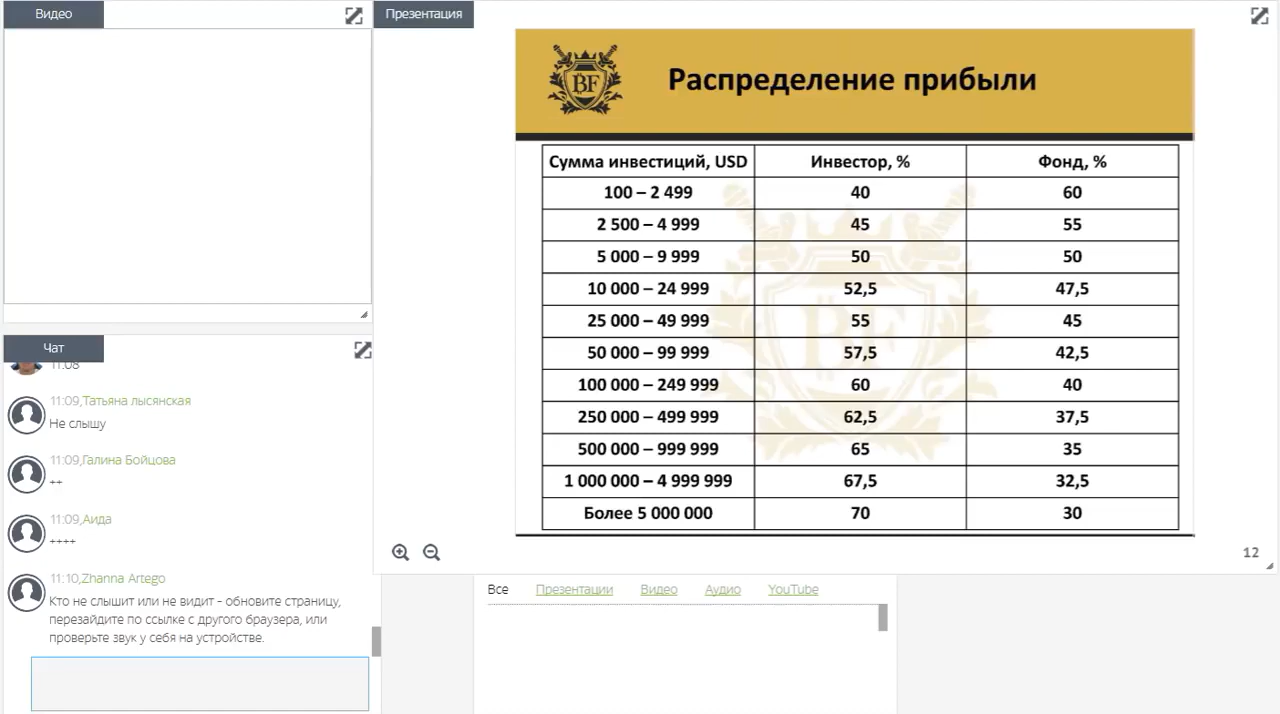 Видео
Презентация
BF
Распределение прибыли
Сумма инвестиций, USD Инвестор, % Фонд, %
100 – 2 499 40 60
2 500 – 4 999 45 55
5 000 – 9 999 50 50
10 000 – 24 999 52,5 47,5
25 000 – 49 999 55 45
50 000 – 99 999 57,5 42,5
100 000 – 249 999 60 40
250 000 – 499 999 62,5 37,5
500 000 – 999 999 65 35
1 000 000 – 4 999 999 67,5 32,5
Более 5 000 000 70 30
BF
12
Чат
11:08
11:09,Татьяна лысянская
Не слышу
11:09,Галина Бойцова
++
11:09,Аида
++++
11:10,Zhanna Artego
Кто не слышит или не видит - обновите страницу,
перезайдите по ссылке с другого браузера, или
проверьте звук у себя на устройстве.
Все Презентации Видео Аудио YouTube